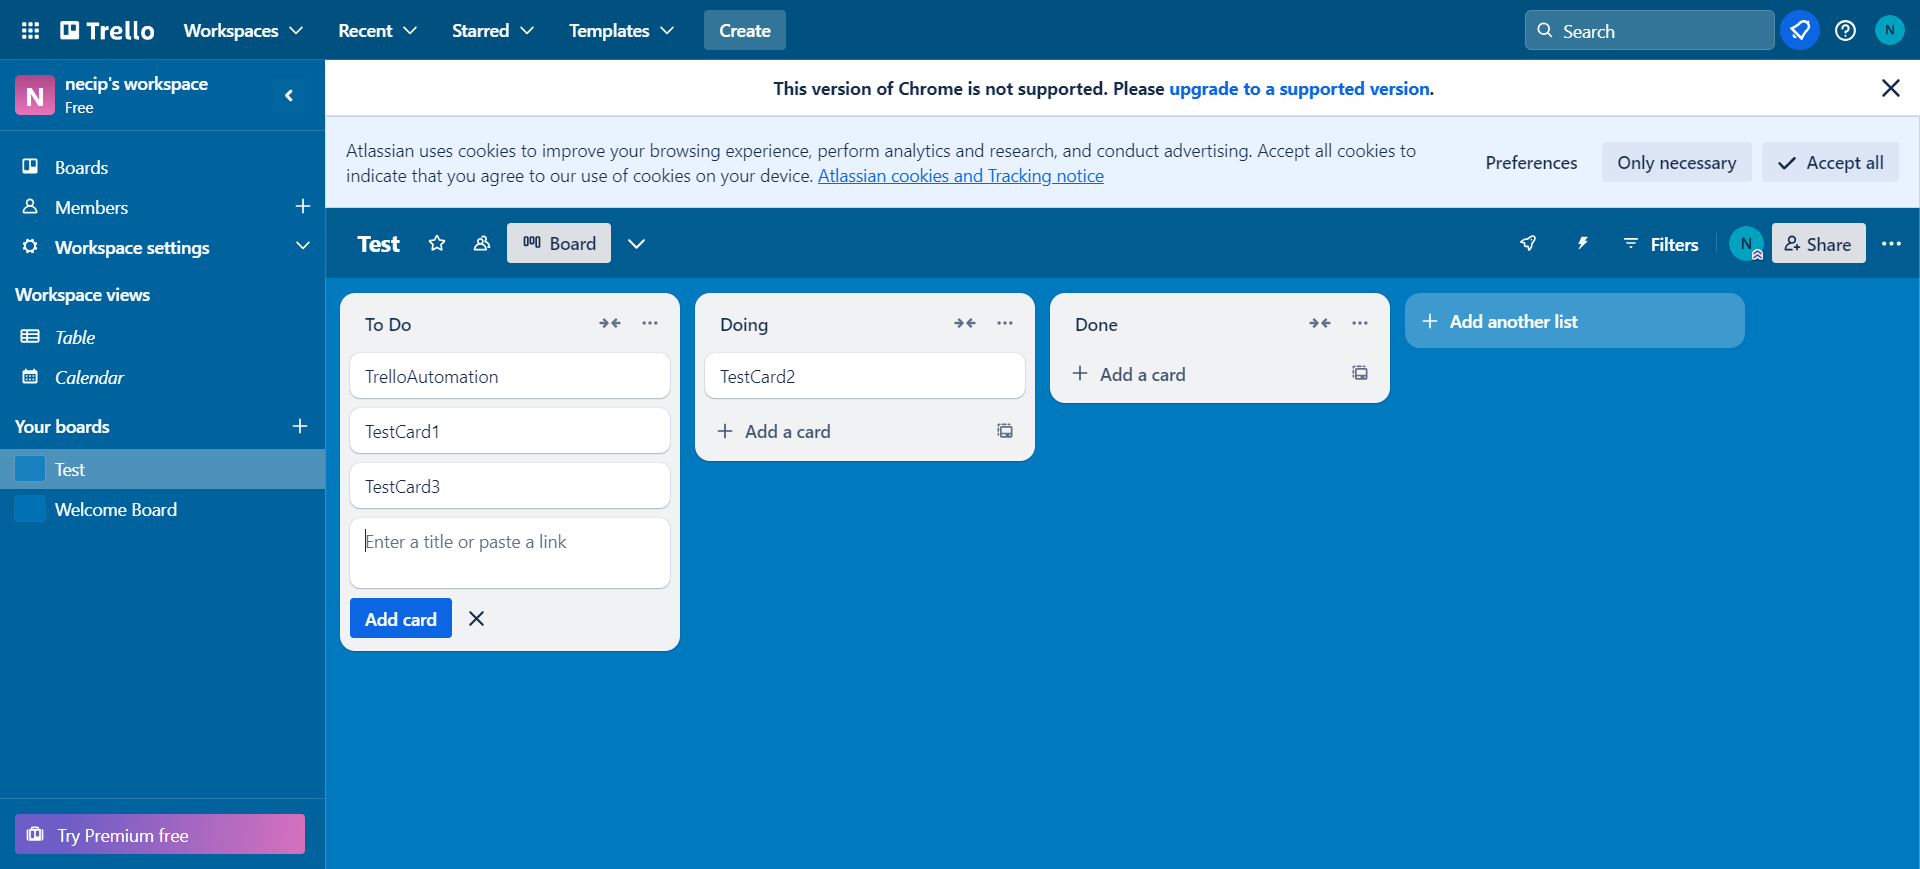 Trello
Workspaces
Recent
Starred
Templates
Create
Search
N
N
necip's workspace
Free
Boards
Members
Workspace settings
Workspace views
Table
Calendar
Your boards
Test
Welcome Board
Try Premium free
This version of Chrome is not supported. Please upgrade to a supported version.
Atlassian uses cookies to improve your browsing experience, perform analytics and research, and conduct advertising. Accept all cookies to
indicate that you agree to our use of cookies on your device. Atlassian cookies and Tracking notice
Preferences
Only necessary
Accept all
Test
Board
Filters
N
Share
To Do
TrelloAutomation
TestCard1
TestCard3
Enter a title or paste a link
Add card
Doing
TestCard2
Add a card
Done
Add a card
Add another list